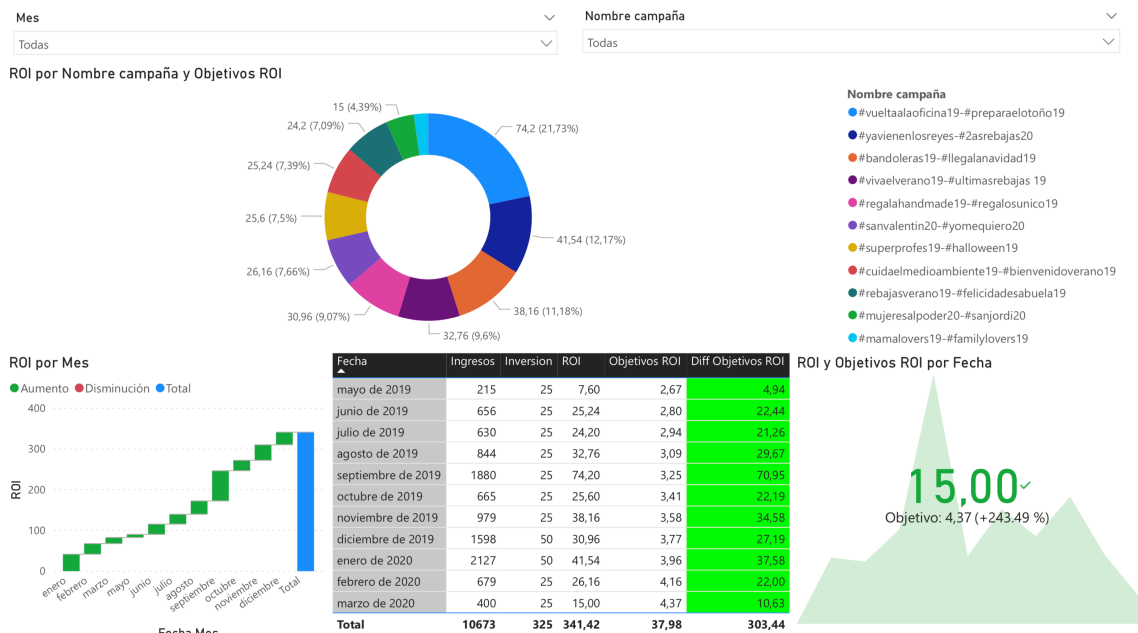 Mes
Nombre campaña
Todas
Todas
ROI por Nombre campaña y Objetivos ROI
15 (4,39%)
24,2 (7,09%)
25,24 (7,39%)
25,6 (7,5%)
26,16 (7,66%)
30,96 (9,07%)
32,76 (9,6%)
38,16 (11,18%)
41,54 (12,17%)
74,2 (21,73%)
Nombre campaña
#vueltaalaoficina19-#preparaelotoño19
#yavienenlosreyes-#2asrebajas20
#bandoleras19-#llegalanavidad19
#vivaelverano19-#ultimasrebajas 19
#regalahandmade19-#regalosunico19
#sanvalentin20-#yomequiero20
#superprofes19-#halloween19
#cuidaelmedioambiente19-#bienvenidoverano19
#rebajasverano19-#felicidadesabuela19
#mujeresalpoder20-#sanjordi20
#mamalovers19-#familylovers19
ROI por Mes
Aumento Disminución Total
400
300
200
100
0
ROI
enero
febrero
marzo
mayo
junio
julio
agosto
septiembre
octubre
noviembre
diciembre
Total
Fecha Mes
Fecha Ingresos Inversion ROI Objetivos ROI Diff Objetivos ROI
mayo de 2019 215 25 7,60 2,67 4,94
junio de 2019 656 25 25,24 2,80 22,44
julio de 2019 630 25 24,20 2,94 21,26
agosto de 2019 844 25 32,76 3,09 29,67
septiembre de 2019 1880 25 74,20 3,25 70,95
octubre de 2019 665 25 25,60 3,41 22,19
noviembre de 2019 979 25 38,16 3,58 34,58
diciembre de 2019 1598 50 30,96 3,77 27,19
enero de 2020 2127 50 41,54 3,96 37,58
febrero de 2020 679 25 26,16 4,16 22,00
marzo de 2020 400 25 15,00 4,37 10,63
Total 10673 325 341,42 37,98 303,44
ROI y Objetivos ROI por Fecha
15,00
Objetivo: 4,37 (+243.49 %)